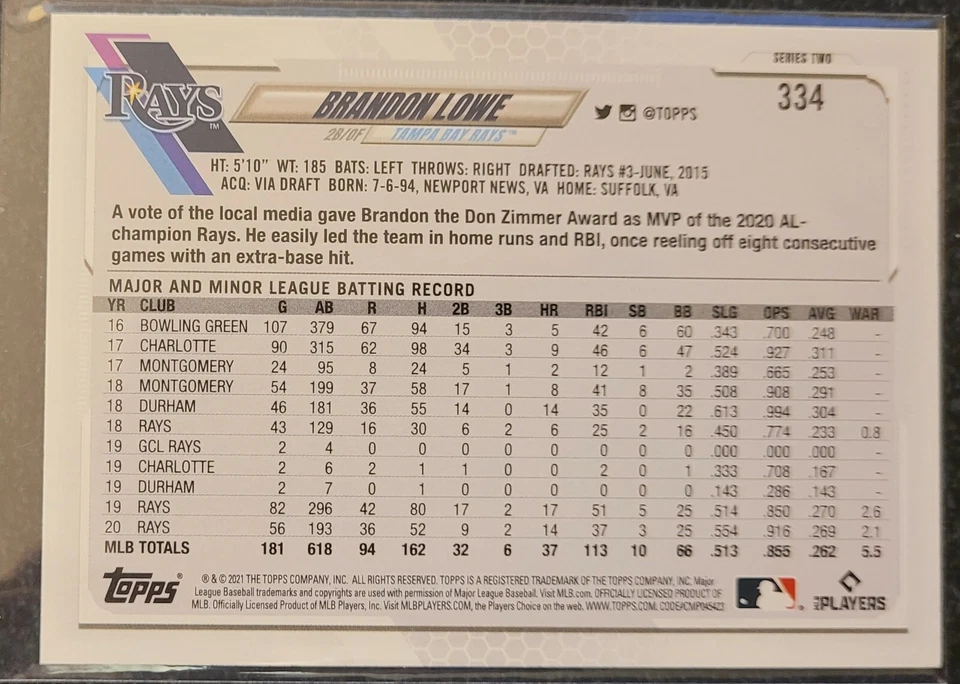 SERIES TWO
334
RAYS™
BRANDON LOWE
@TOPPS
2B/OF TAMPA BAY RAYS™
HT: 5'10" WT: 185 BATS: LEFT THROWS: RIGHT DRAFTED: RAYS #3-JUNE, 2015
ACQ: VIA DRAFT BORN: 7-6-94, NEWPORT NEWS, VA HOME: SUFFOLK, VA
A vote of the local media gave Brandon the Don Zimmer Award as MVP of the 2020 AL-
champion Rays. He easily led the team in home runs and RBI, once reeling off eight consecutive
games with an extra-base hit.
MAJOR AND MINOR LEAGUE BATTING RECORD
YR CLUB G AB R H 2B 3B HR RBI SB BB SLG OPS AVG WAR
16 BOWLING GREEN 107 379 67 94 15 3 5 42 6 60 .343 .700 .248 -
17 CHARLOTTE 90 315 62 98 34 3 9 46 6 47 .524 .927 .311 -
17 MONTGOMERY 24 95 8 24 5 1 2 12 1 2 .389 .665 .253 -
18 MONTGOMERY 54 199 37 58 17 1 8 41 8 35 .508 .908 .291 -
18 DURHAM 46 181 36 55 14 0 14 35 0 22 .613 .994 .304 -
18 RAYS 43 129 16 30 6 2 6 25 2 16 .450 .774 .233 0.8
19 GCL RAYS 2 4 0 0 0 0 0 0 0 0 .000 .000 .000 -
19 CHARLOTTE 2 6 2 1 1 0 0 2 0 1 .333 .708 .167 -
19 DURHAM 2 7 0 1 0 0 0 0 0 0 .143 .286 .143 -
19 RAYS 82 296 42 80 17 2 17 51 5 25 .514 .850 .270 2.6
20 RAYS 56 193 36 52 9 2 14 37 3 25 .554 .916 .269 2.1
MLB TOTALS 181 618 94 162 32 6 37 113 10 66 .513 .855 .262 5.5
TOPPS®
® & © 2021 THE TOPPS COMPANY, INC. ALL RIGHTS RESERVED. TOPPS IS A REGISTERED TRADEMARK OF THE TOPPS COMPANY, INC. Major
League Baseball trademarks and copyrights are used with permission of Major League Baseball. Visit MLB.com. OFFICIALLY LICENSED PRODUCT OF
MLB. Officially Licensed Product of MLB Players, Inc. Visit MLBPLAYERS.COM, the Players Choice on the web. WWW.TOPPS.COM. CODE#CMP045423
MLB PLAYERS